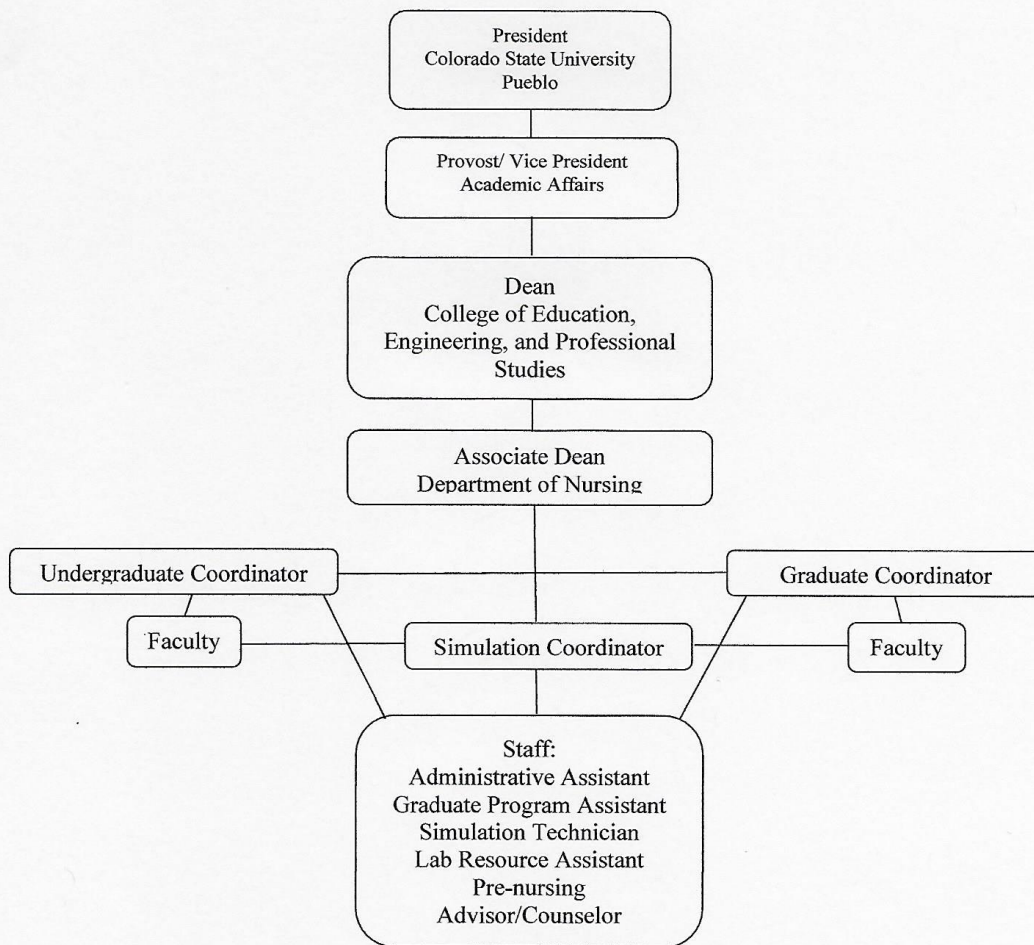 President
Colorado State University
Pueblo
Provost/ Vice President
Academic Affairs
Dean
College of Education,
Engineering, and Professional
Studies
Associate Dean
Department of Nursing
Undergraduate Coordinator
Graduate Coordinator
Faculty
Simulation Coordinator
Faculty
Staff:
Administrative Assistant
Graduate Program Assistant
Simulation Technician
Lab Resource Assistant
Pre-nursing
Advisor/Counselor